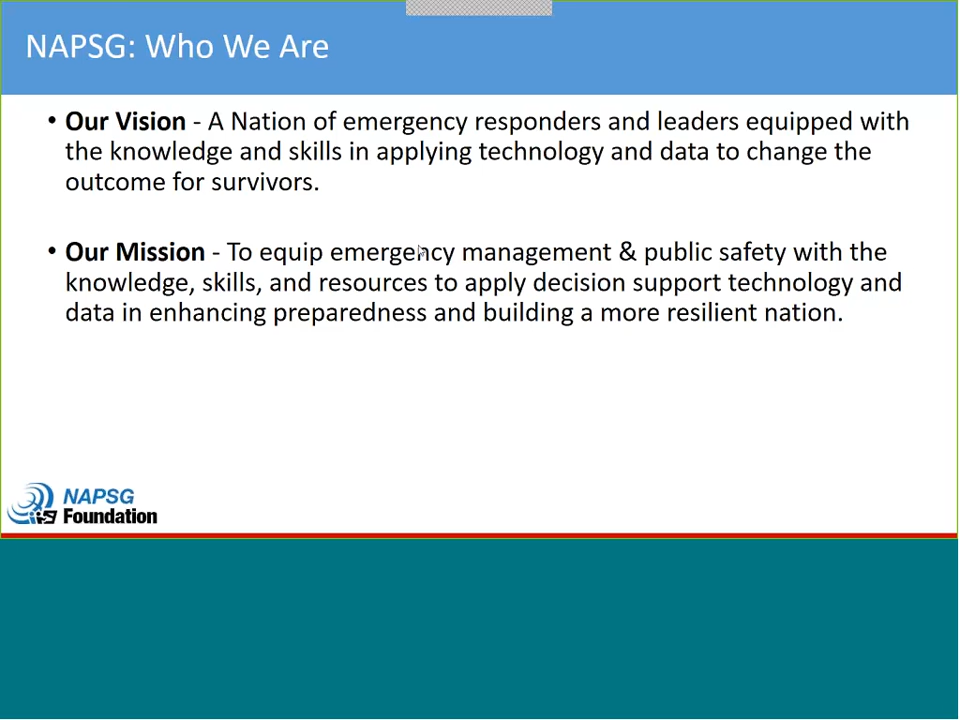 NAPSG: Who We Are
• Our Vision - A Nation of emergency responders and leaders equipped with
the knowledge and skills in applying technology and data to change the
outcome for survivors.
• Our Mission - To equip emergency management & public safety with the
knowledge, skills, and resources to apply decision support technology and
data in enhancing preparedness and building a more resilient nation.
NAPSG
Foundation